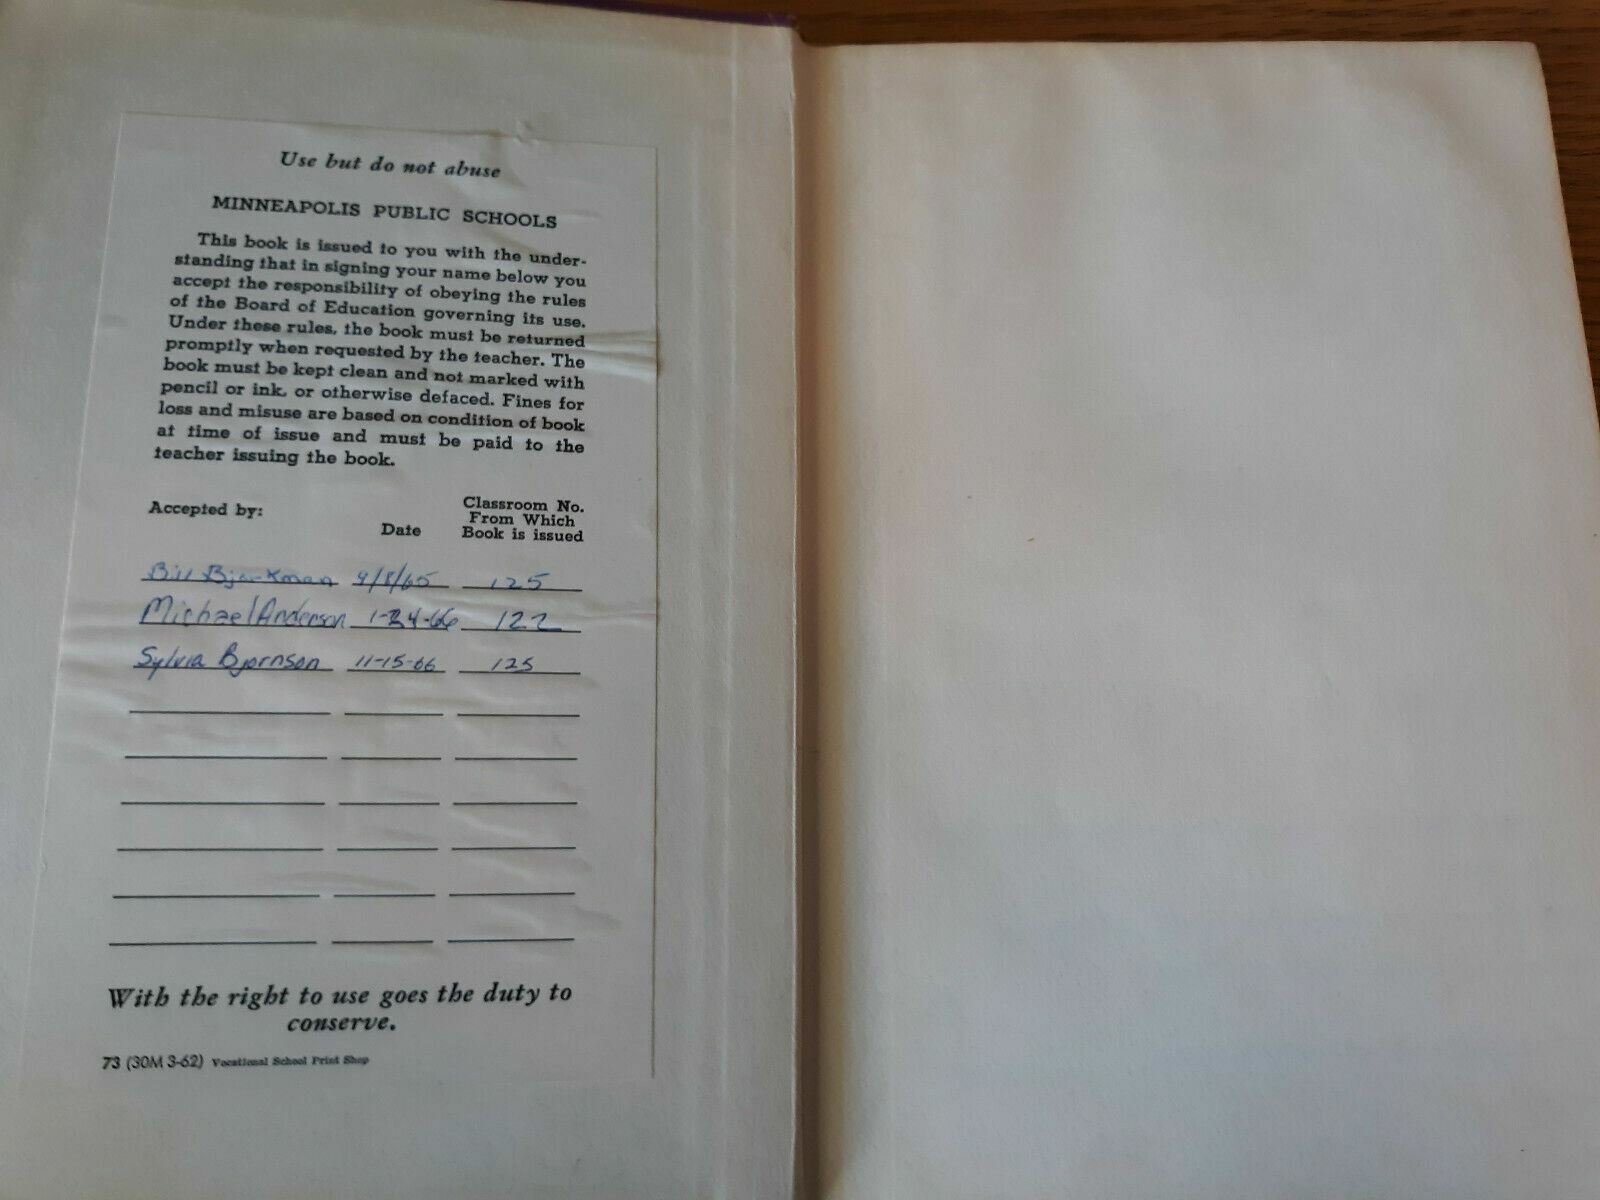 Use but do not abuse
MINNEAPOLIS PUBLIC SCHOOLS
This book is issued to you with the under-
standing that in signing your name below you
accept the responsibility of obeying the rules
of the Board of Education governing its use.
Under these rules, the book must be returned
promptly when requested by the teacher. The
book must be kept clean and not marked with
pencil or ink, or otherwise defaced. Fines for
loss and misuse are based on condition of book
at time of issue and must be paid to the
teacher issuing the book.
Accepted by:
Date
Classroom No.
From Which
Book is issued
Bill Bjorkman 9/8/65 125
Michael Anderson 1-24-66 122
Sylvia Bjornson 11-15-66 125
With the right to use goes the duty to
conserve.
73 (30M 3-62) Vocational School Print Shop